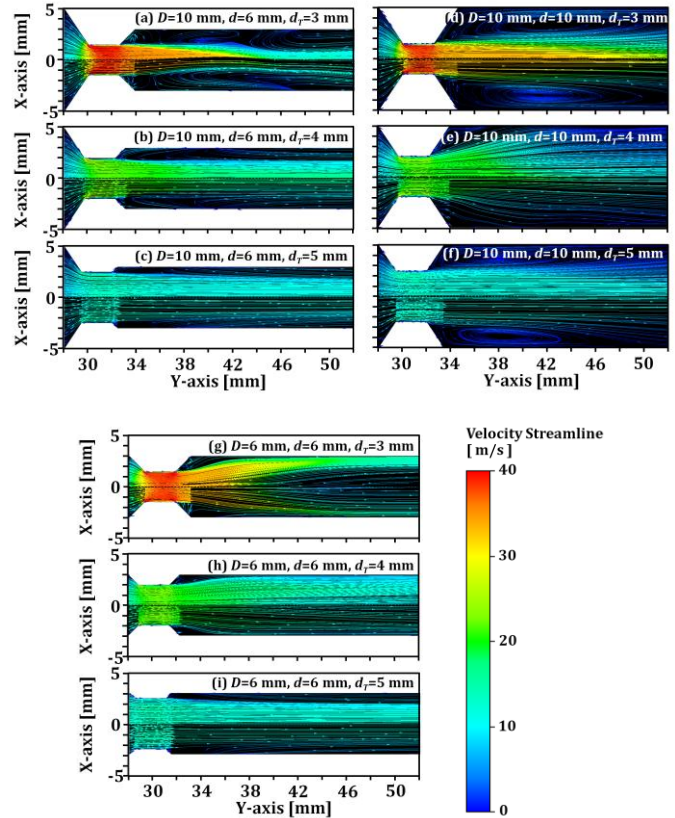 (a) D=10 mm, d=6 mm, dT=3 mm
(d) D=10 mm, d=10 mm, dT=3 mm
X-axis [mm]
5
0
-5
5
0
-5
(b) D=10 mm, d=6 mm, dT=4 mm
(e) D=10 mm, d=10 mm, dT=4 mm
X-axis [mm]
5
0
-5
5
0
-5
(c) D=10 mm, d=6 mm, dT=5 mm
(f) D=10 mm, d=10 mm, dT=5 mm
X-axis [mm]
5
0
-5
5
0
-5
30 34 38 42 46 50
30 34 38 42 46 50
Y-axis [mm]
Y-axis [mm]
(g) D=6 mm, d=6 mm, dT=3 mm
X-axis [mm]
5
0
-5
(h) D=6 mm, d=6 mm, dT=4 mm
X-axis [mm]
5
0
-5
(i) D=6 mm, d=6 mm, dT=5 mm
X-axis [mm]
5
0
-5
30 34 38 42 46 50
Y-axis [mm]
Velocity Streamline
[ m/s]
40
30
20
10
0